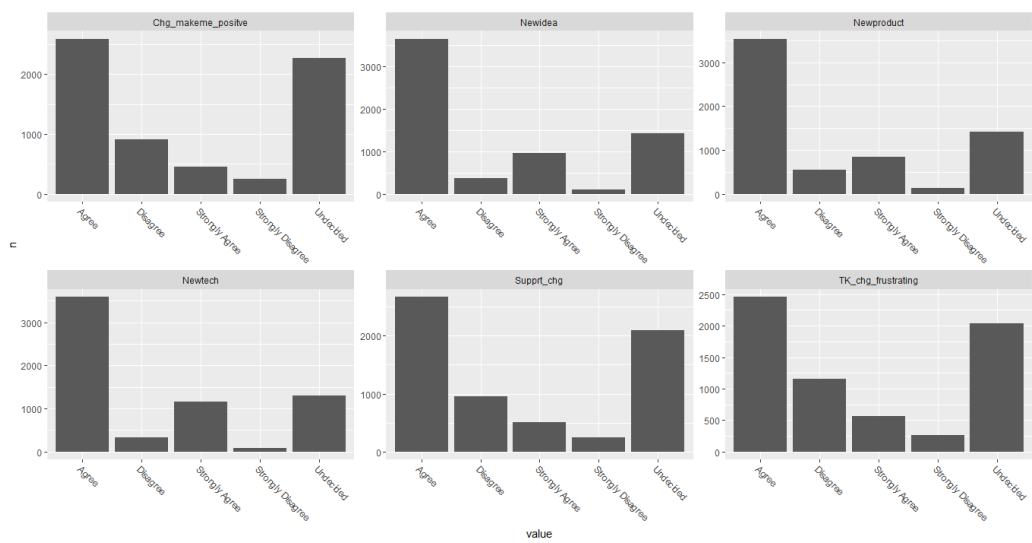 Chg_makeme_positve
Newidea
Newproduct
2000
1000
0
3000
2000
1000
0
3000
2000
1000
0
Agree
Disagree
Strongly Agree
Strongly Disagree
Undecided
Agree
Disagree
Strongly Agree
Strongly Disagree
Undecided
Agree
Disagree
Strongly Agree
Strongly Disagree
Undecided
n
Newtech
Supprt_chg
TK_chg_frustrating
3000
2000
1000
0
2000
1000
0
2500
2000
1500
1000
500
0
Agree
Disagree
Strongly Agree
Strongly Disagree
Undecided
Agree
Disagree
Strongly Agree
Strongly Disagree
Undecided
Agree
Disagree
Strongly Agree
Strongly Disagree
Undecided
value